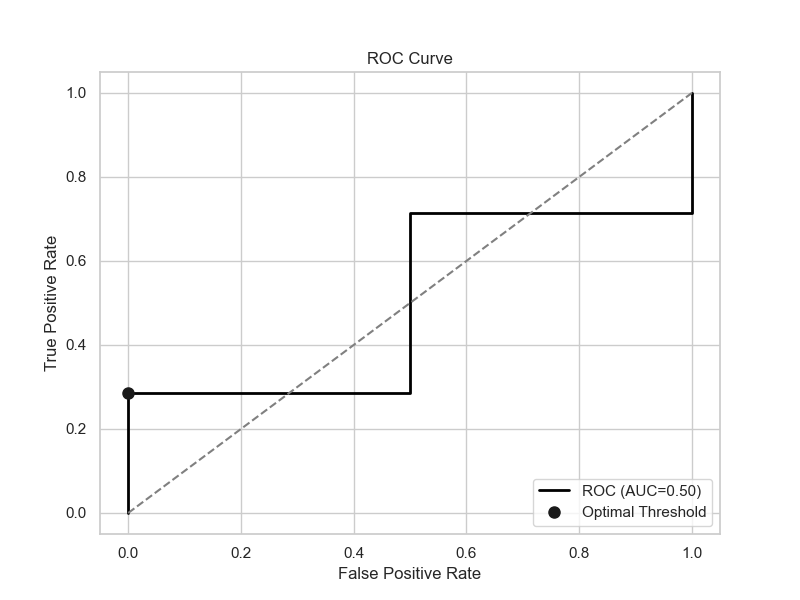 ROC Curve
1.0
0.8
0.6
0.4
0.2
0.0
True Positive Rate
ROC (AUC=0.50)
Optimal Threshold
0.0 0.2 0.4 0.6 0.8 1.0
False Positive Rate